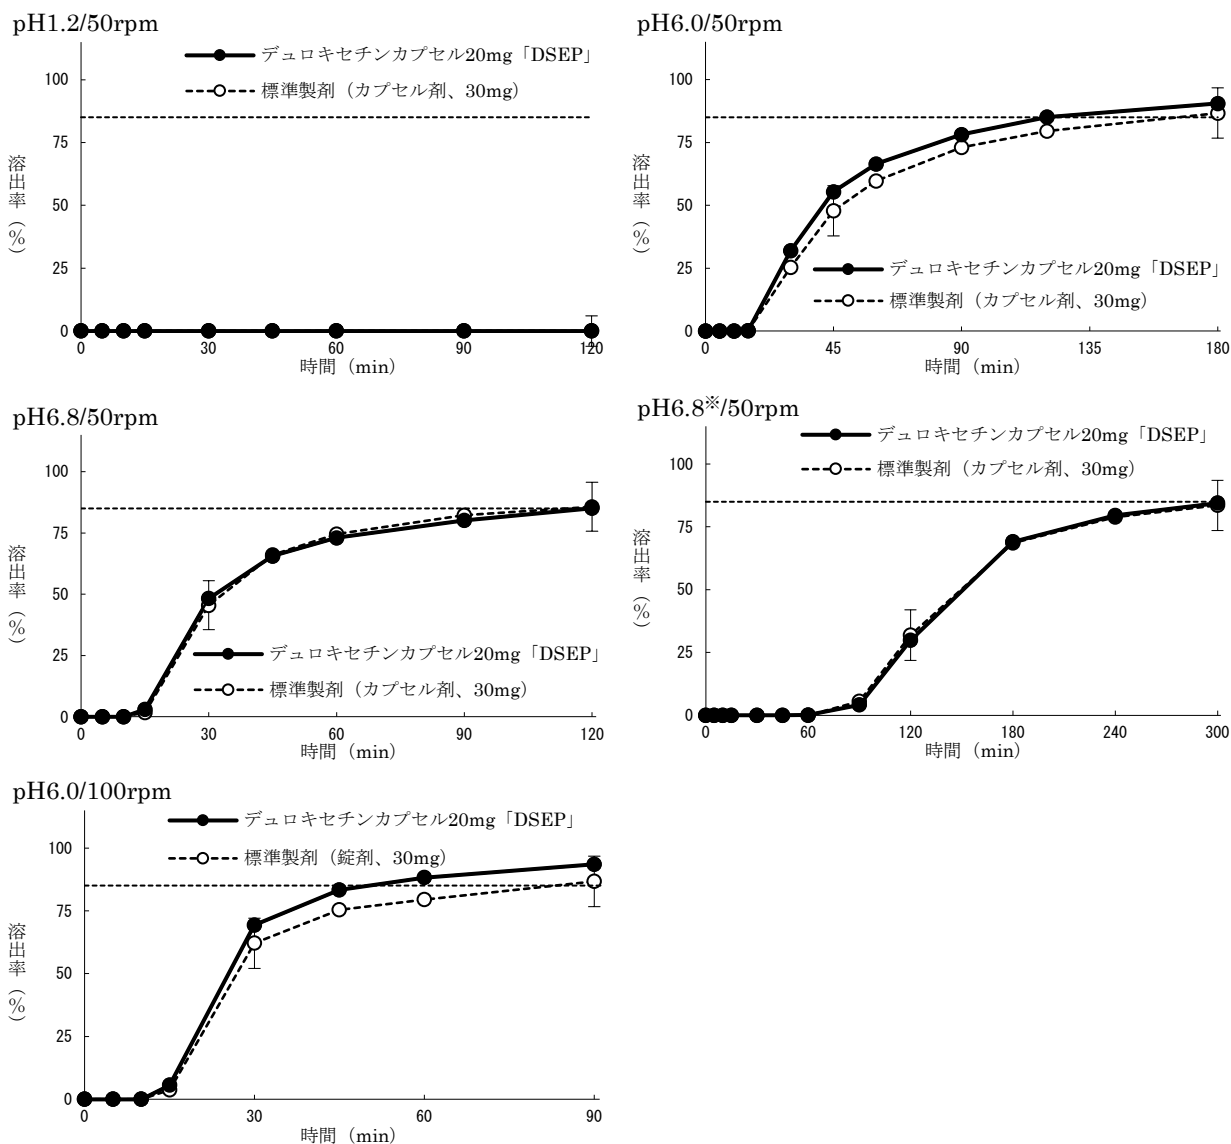 pH1.2/50rpm
デュロキセチンカプセル20mg「DSEP」
標準製剤（カプセル剤、30mg）
100
75
50
25
0
溶出率（%）
0 30 60 90 120
時間（min）
pH6.0/50rpm
デュロキセチンカプセル20mg「DSEP」
標準製剤（カプセル剤、30mg）
100
75
50
25
0
溶出率（%）
0 45 90 135 180
時間（min）
pH6.8/50rpm
デュロキセチンカプセル20mg「DSEP」
標準製剤（カプセル剤、30mg）
100
75
50
25
0
溶出率（%）
0 30 60 90 120
時間（min）
pH6.8※/50rpm
デュロキセチンカプセル20mg「DSEP」
標準製剤（カプセル剤、30mg）
100
75
50
25
0
溶出率（%）
0 60 120 180 240 300
時間（min）
pH6.0/100rpm
デュロキセチンカプセル20mg「DSEP」
標準製剤（錠剤、30mg）
100
75
50
25
0
溶出率（%）
0 30 60 90
時間（min）